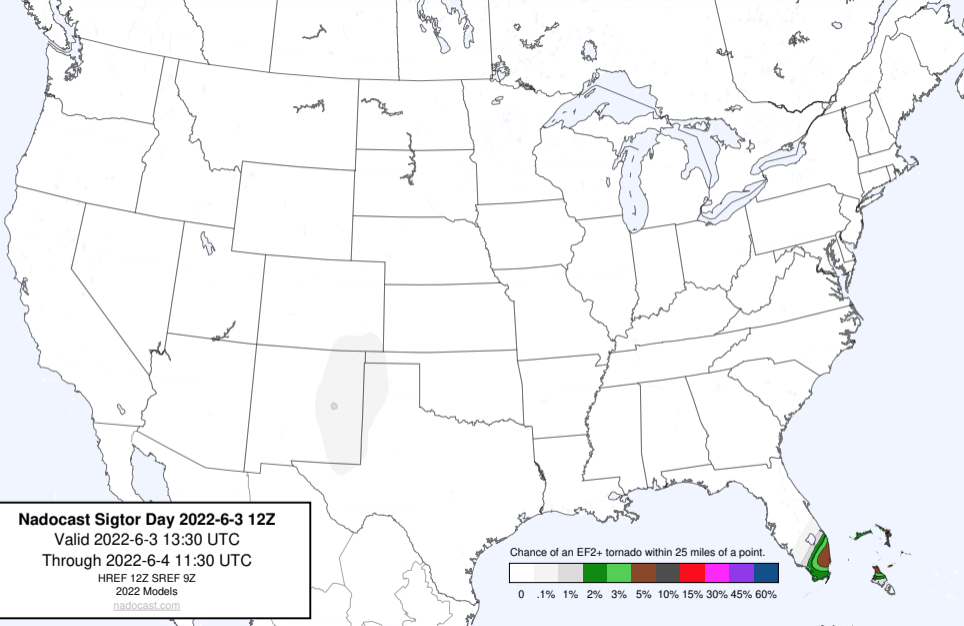 Nadocast Sigtor Day 2022-6-3 12Z
Valid 2022-6-3 13:30 UTC
Through 2022-6-4 11:30 UTC
HREF 12Z SREF 9Z
2022 Models
nadocast.com
Chance of an EF2+ tornado within 25 miles of a point.
0 .1% 1% 2% 3% 5% 10% 15% 30% 45% 60%